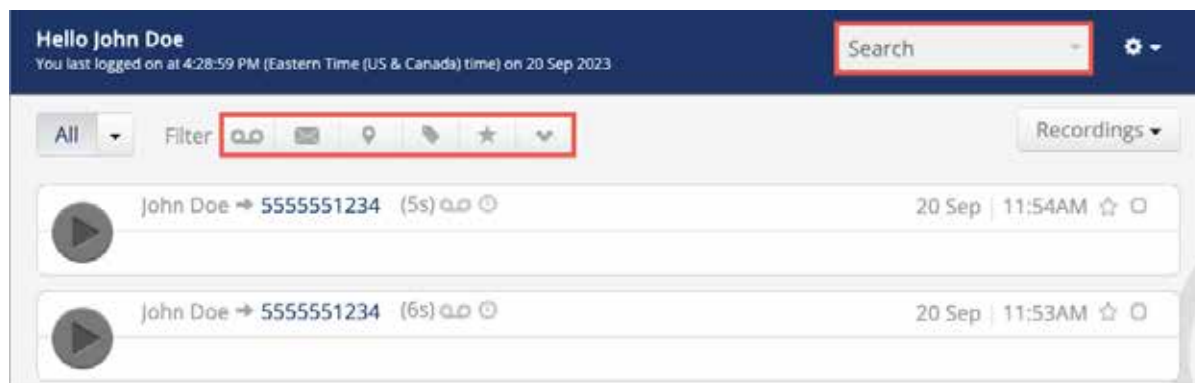 Hello John Doe
You last logged on at 4:28:59 PM (Eastern Time (US & Canada) time) on 20 Sep 2023
Search
All
Filter
Recordings
John Doe → 5555551234 (5s) 20 Sep | 11:54AM
John Doe → 5555551234 (6s) 20 Sep | 11:53AM